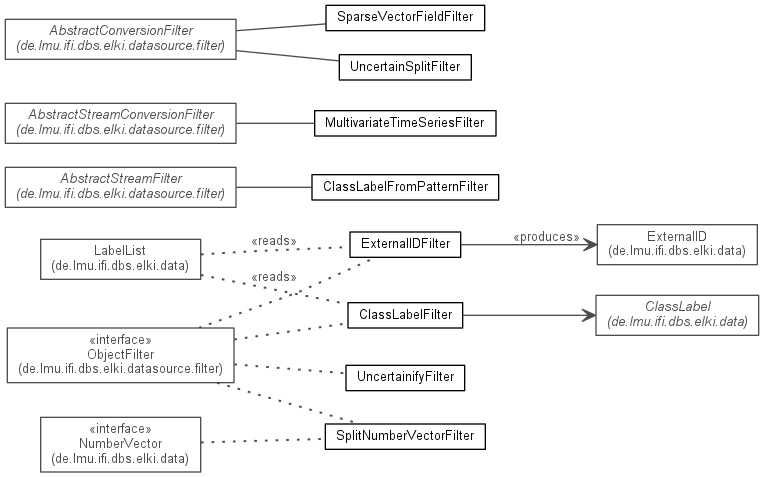 AbstractConversionFilter
(de.lmu.ifi.dbs.elki.datasource.filter)
SparseVectorFieldFilter
UncertainSplitFilter
AbstractStreamConversionFilter
(de.lmu.ifi.dbs.elki.datasource.filter)
MultivariateTimeSeriesFilter
AbstractStreamFilter
(de.lmu.ifi.dbs.elki.datasource.filter)
ClassLabelFromPatternFilter
LabelList
(de.lmu.ifi.dbs.elki.data)
«reads»
«reads»
ExternalIDFilter
«produces»
ExternalID
(de.lmu.ifi.dbs.elki.data)
ClassLabelFilter
ClassLabel
(de.lmu.ifi.dbs.elki.data)
«interface»
ObjectFilter
(de.lmu.ifi.dbs.elki.datasource.filter)
UncertainifyFilter
«interface»
NumberVector
(de.lmu.ifi.dbs.elki.data)
SplitNumberVectorFilter